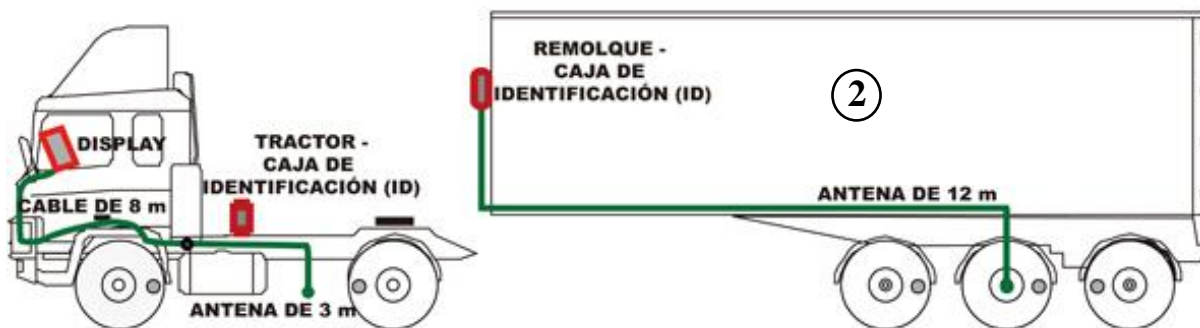 REMOLQUE -
CAJA DE
IDENTIFICACIÓN (ID)
2
DISPLAY
TRACTOR -
CAJA DE
IDENTIFICACIÓN (ID)
CABLE DE 8 m
ANTENA DE 12 m
ANTENA DE 3 m